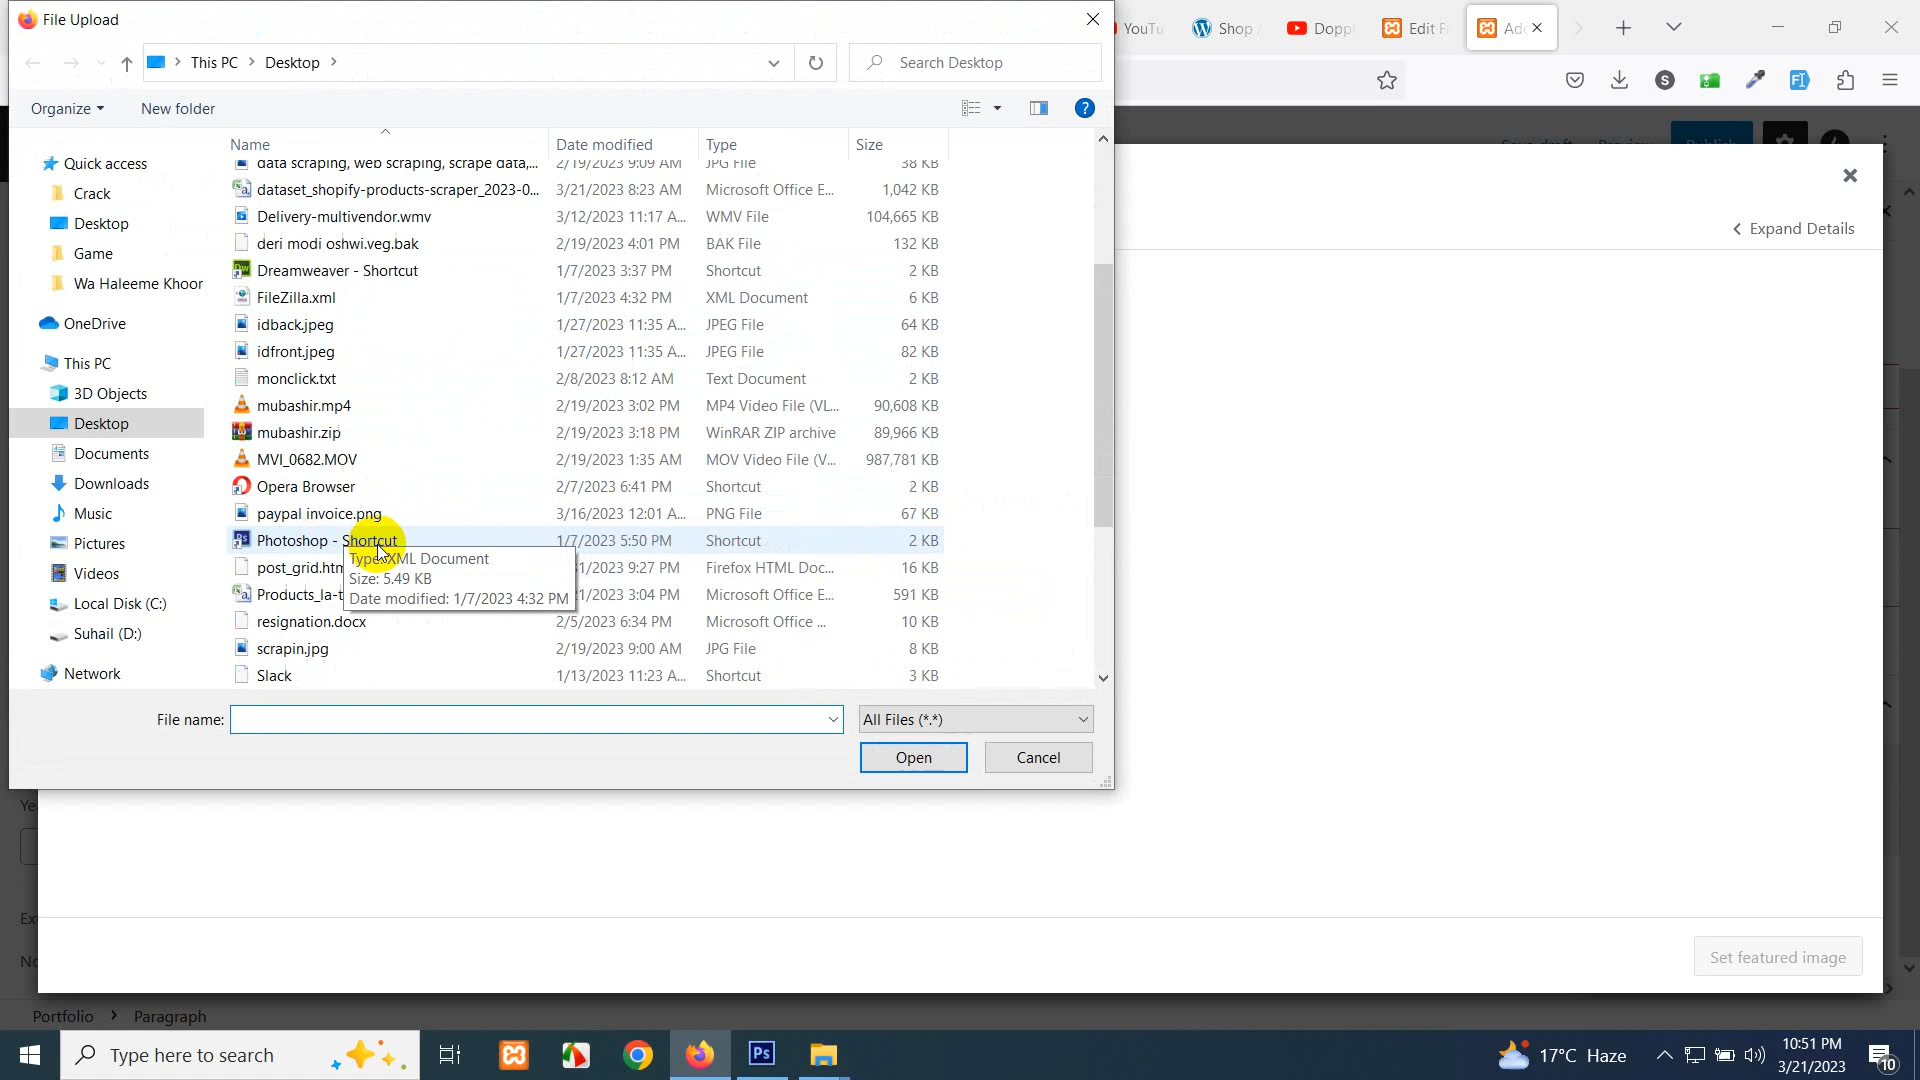 File Upload
YouTu
Shop
Dopp
Edit F
Ad
This PC > Desktop >
Search Desktop
Organize
New folder
Name Date modified Type Size
data scraping, web scraping, scrape data,... 2/19/2023 9:09 AM JPG File 38 KB
dataset_shopify-products-scraper_2023-0... 3/21/2023 8:23 AM Microsoft Office E... 1,042 KB
Delivery-multivendor.wmv 3/12/2023 11:17 A... WMV File 104,665 KB
deri modi oshwi.veg.bak 2/19/2023 4:01 PM BAK File 132 KB
Dreamweaver - Shortcut 1/7/2023 3:37 PM Shortcut 2 KB
FileZilla.xml 1/7/2023 4:32 PM XML Document 6 KB
idback.jpeg 1/27/2023 11:35 A... JPEG File 64 KB
idfront.jpeg 1/27/2023 11:35 A... JPEG File 82 KB
monclick.txt 2/8/2023 8:12 AM Text Document 2 KB
mubashir.mp4 2/19/2023 3:02 PM MP4 Video File (VL... 90,608 KB
mubashir.zip 2/19/2023 3:18 PM WinRAR ZIP archive 89,966 KB
MVI_0682.MOV 2/19/2023 1:35 AM MOV Video File (V... 987,781 KB
Opera Browser 2/7/2023 6:41 PM Shortcut 2 KB
paypal invoice.png 3/16/2023 12:01 A... PNG File 67 KB
Photoshop - Shortcut 1/7/2023 5:50 PM Shortcut 2 KB
post_grid.htm 31/2023 9:27 PM Firefox HTML Doc... 16 KB
Products_la-t 21/2023 3:04 PM Microsoft Office E... 591 KB
resignation.docx 2/5/2023 6:34 PM Microsoft Office ... 10 KB
scrapin.jpg 2/19/2023 9:00 AM JPG File 8 KB
Slack 1/13/2023 11:23 A... Shortcut 3 KB
Type: XML Document
Size: 5.49 KB
Date modified: 1/7/2023 4:32 PM
Quick access
Crack
Desktop
Game
Wa Haleeme Khoor
OneDrive
This PC
3D Objects
Desktop
Documents
Downloads
Music
Pictures
Videos
Local Disk (C:)
Suhail (D:)
Network
File name:
All Files (*.*)
Open
Cancel
Expand Details
Set featured image
Portfolio > Paragraph
Type here to search
17°C Haze
10:51 PM
3/21/2023
10